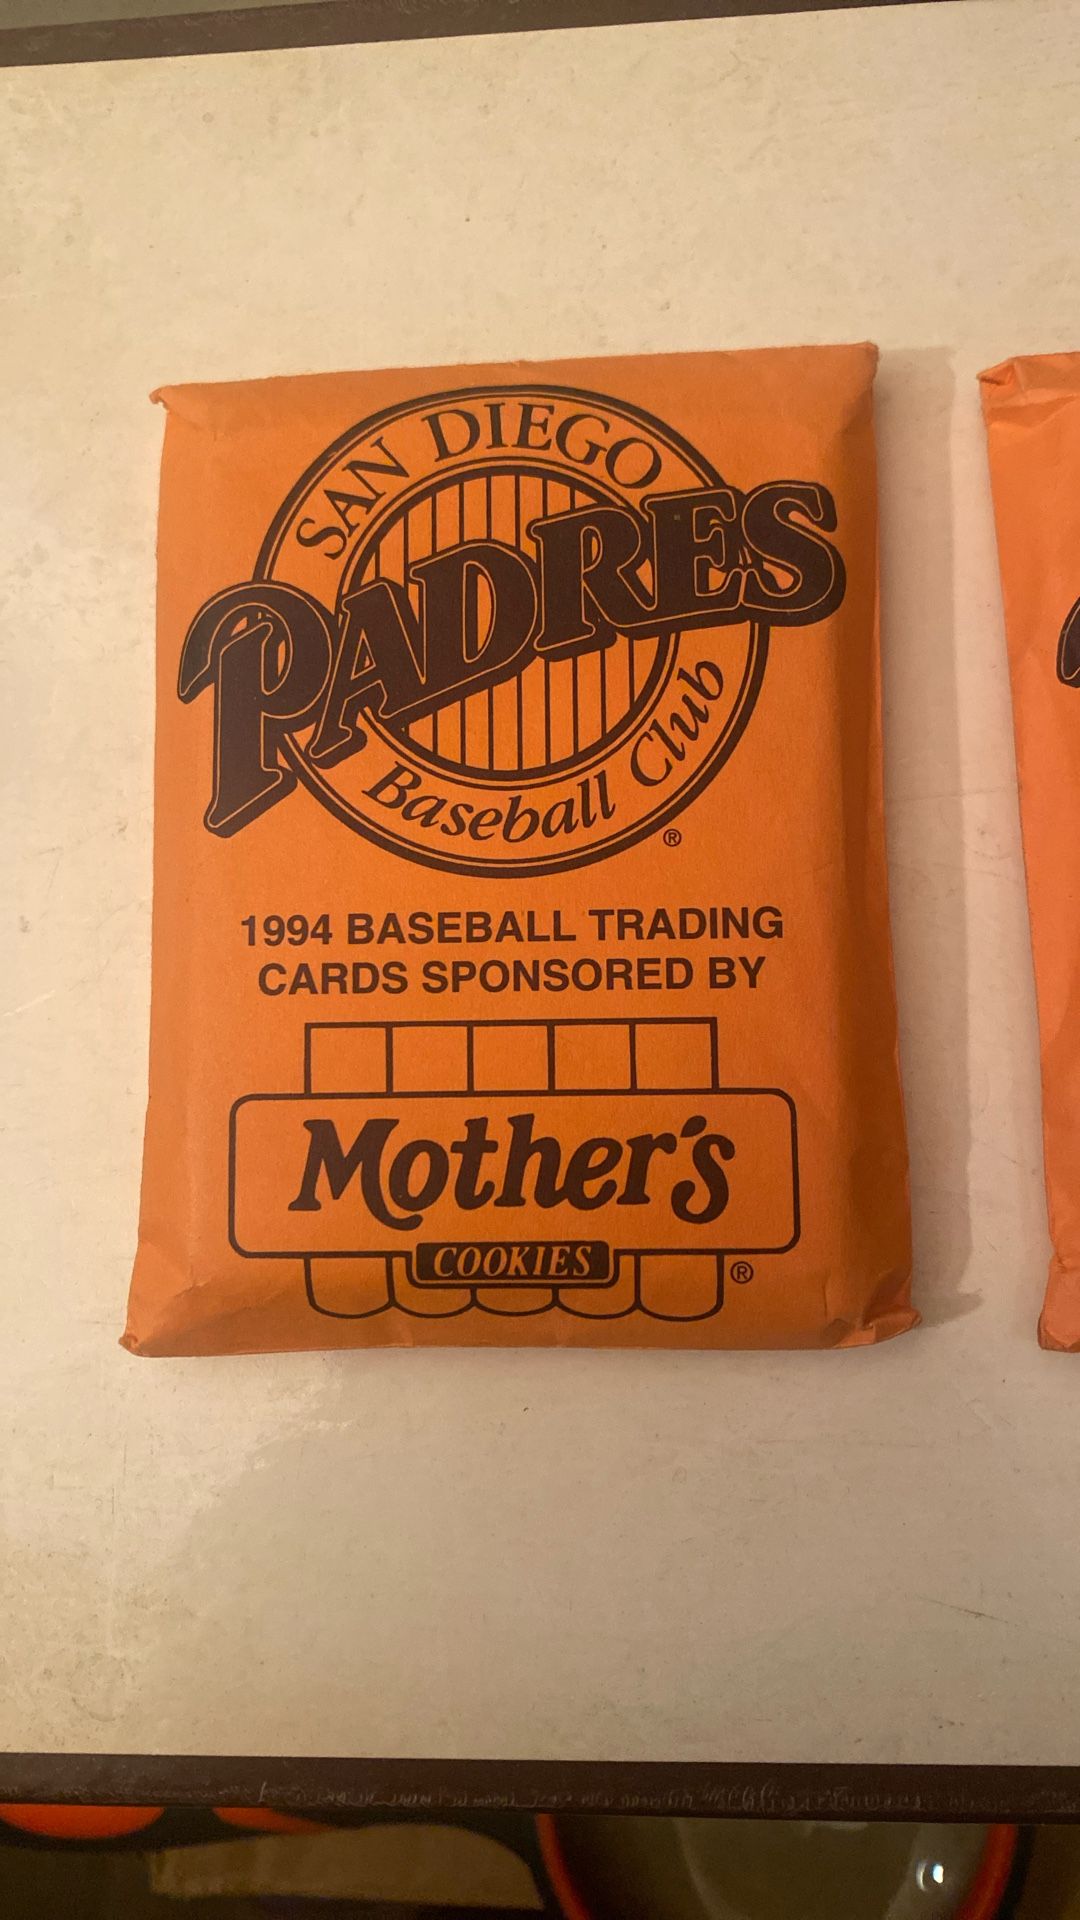 SAN DIEGO
PADRES
Baseball Club
®
1994 BASEBALL TRADING
CARDS SPONSORED BY
Mother's
COOKIES
®